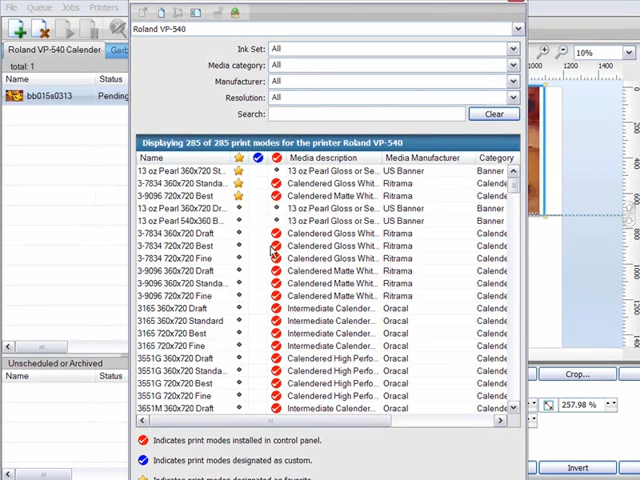 File Queue Jobs Printers
Roland VP-540 Calender Gerb
total: 1
Name Status
bb015s0313 Pending
Unscheduled or Archived
Name Status
Roland VP-540
Ink Set: All
Media category: All
Manufacturer: All
Resolution: All
Search: Clear
Displaying 285 of 285 print modes for the printer Roland VP-540
Name Media description Media Manufacturer Category
13 oz Pearl 360x720 St... 13 oz Pearl Gloss or Se... US Banner Banner
3-7834 360x720 Standa... Calendered Gloss Whit... Ritrama Calende
3-9096 720x720 Best Calendered Matte Whit... Ritrama Calende
13 oz Pearl 360x720 Dr... 13 oz Pearl Gloss or Se... US Banner Banner
13 oz Pearl 540x360 B... 13 oz Pearl Gloss or Se... US Banner Banner
3-7834 360x720 Draft Calendered Gloss Whit... Ritrama Calende
3-7834 720x720 Best Calendered Gloss Whit... Ritrama Calende
3-7834 720x720 Fine Calendered Gloss Whit... Ritrama Calende
3-9096 360x720 Draft Calendered Matte Whit... Ritrama Calende
3-9096 360x720 Standa... Calendered Matte Whit... Ritrama Calende
3-9096 720x720 Fine Calendered Matte Whit... Ritrama Calende
3165 360x720 Draft Intermediate Calender... Oracal Calende
3165 360x720 Standard Intermediate Calender... Oracal Calende
3165 720x720 Best Intermediate Calender... Oracal Calende
3165 720x720 Fine Intermediate Calender... Oracal Calende
3551G 360x720 Draft Calendered High Perfo... Oracal Calende
3551G 360x720 Standa... Calendered High Perfo... Oracal Calende
3551G 720x720 Best Calendered High Perfo... Oracal Calende
3551G 720x720 Fine Calendered High Perfo... Oracal Calende
3651M 360x720 Draft Intermediate Calender... Oracal Calende
Indicates print modes installed in control panel.
Indicates print modes designated as custom.
Indicates print modes designated as favorite
10%
1000 1200 1400
Crop...
257.98 %
Invert